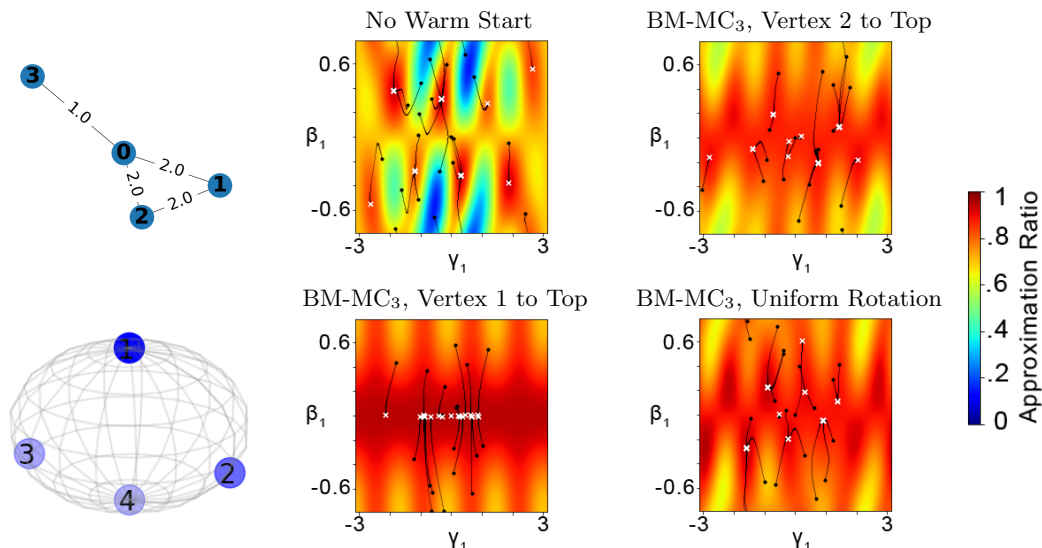 3
1.0
0
2.0
2.0
1
2.0
2
No Warm Start
0.6
β1
-0.6
-3
3
γ1
BM-MC3, Vertex 2 to Top
0.6
β1
-0.6
-3
3
γ1
1
3
2
4
BM-MC3, Vertex 1 to Top
0.6
β1
-0.6
-3
3
γ1
BM-MC3, Uniform Rotation
0.6
β1
-0.6
-3
3
γ1
1
.8
.6
.4
.2
0
Approximation Ratio